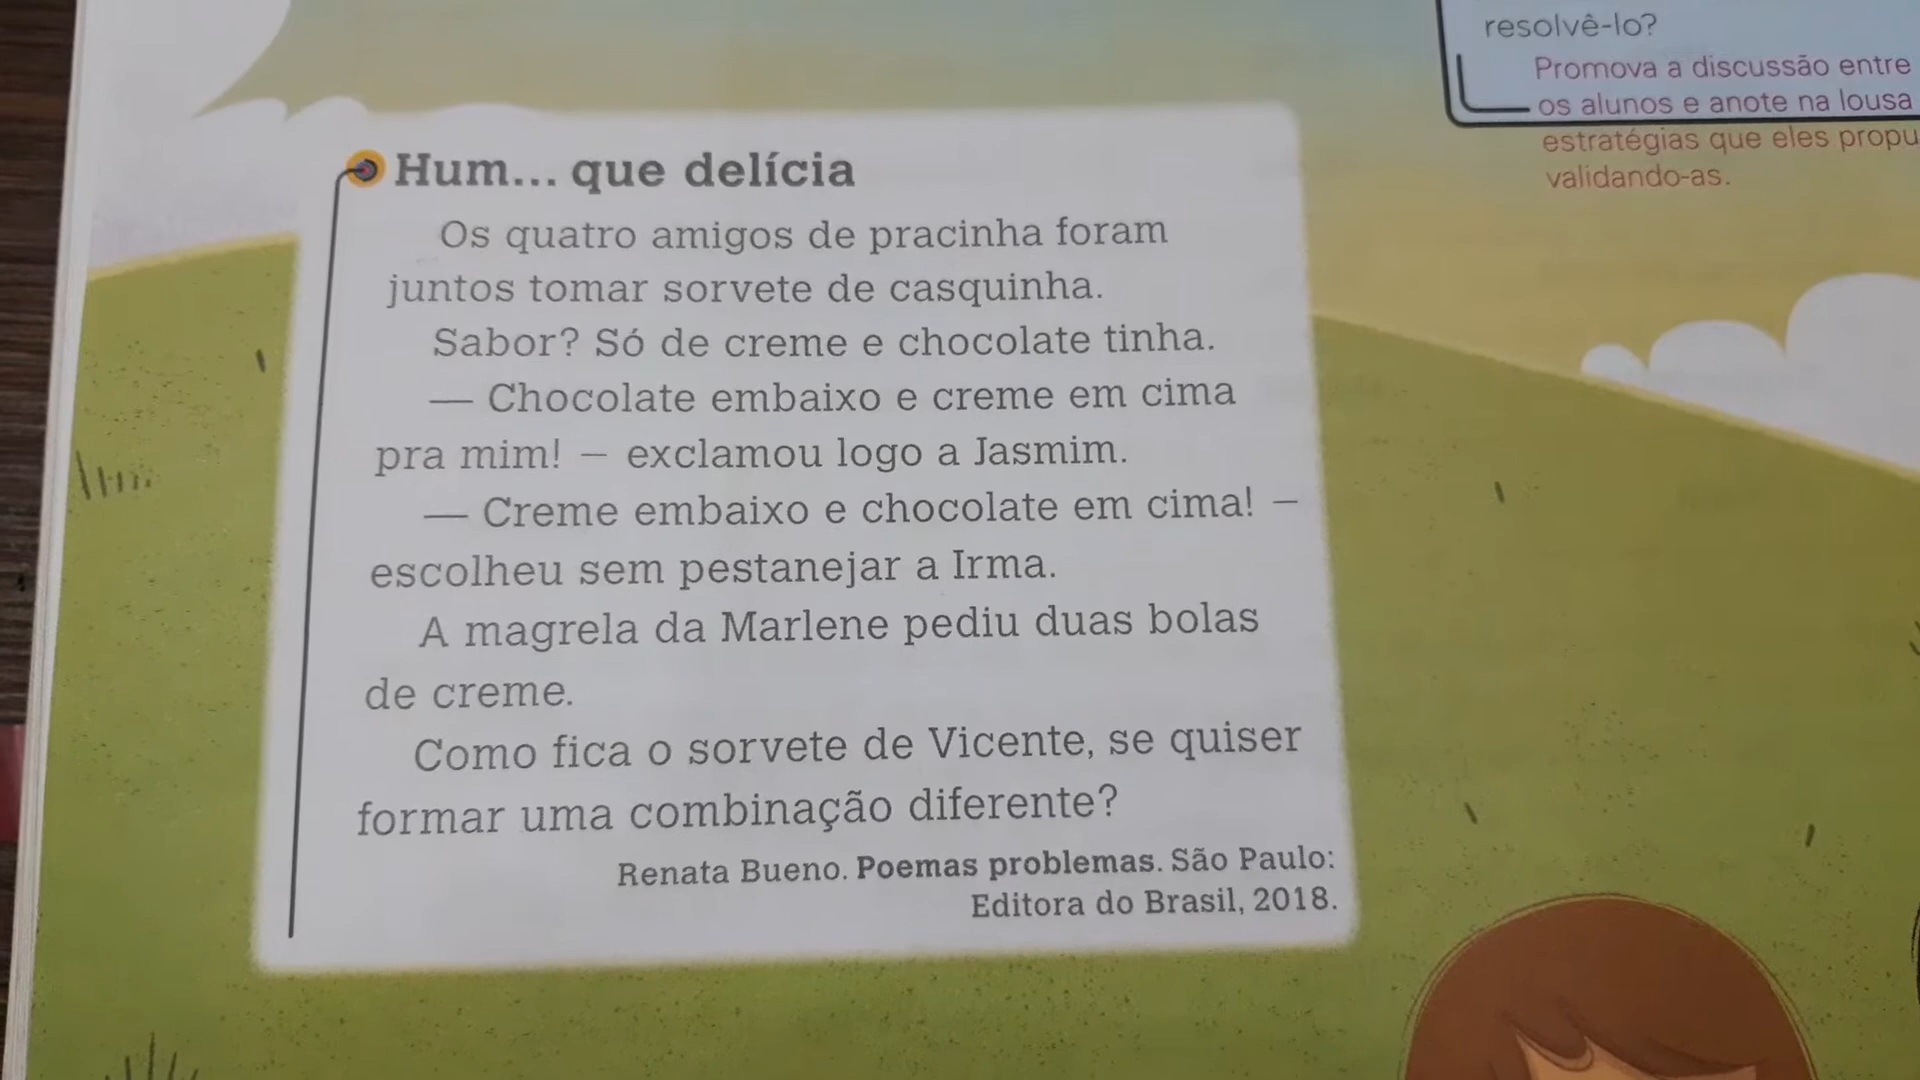 resolvê-lo?
Promova a discussão entre
os alunos e anote na lousa
estratégias que eles propu
validando-as.
Hum... que delícia
Os quatro amigos de pracinha foram
juntos tomar sorvete de casquinha.
Sabor? Só de creme e chocolate tinha.
— Chocolate embaixo e creme em cima
pra mim! – exclamou logo a Jasmim.
— Creme embaixo e chocolate em cima! –
escolheu sem pestanejar a Irma.
A magrela da Marlene pediu duas bolas
de creme.
Como fica o sorvete de Vicente, se quiser
formar uma combinação diferente?
Renata Bueno. Poemas problemas. São Paulo:
Editora do Brasil, 2018.